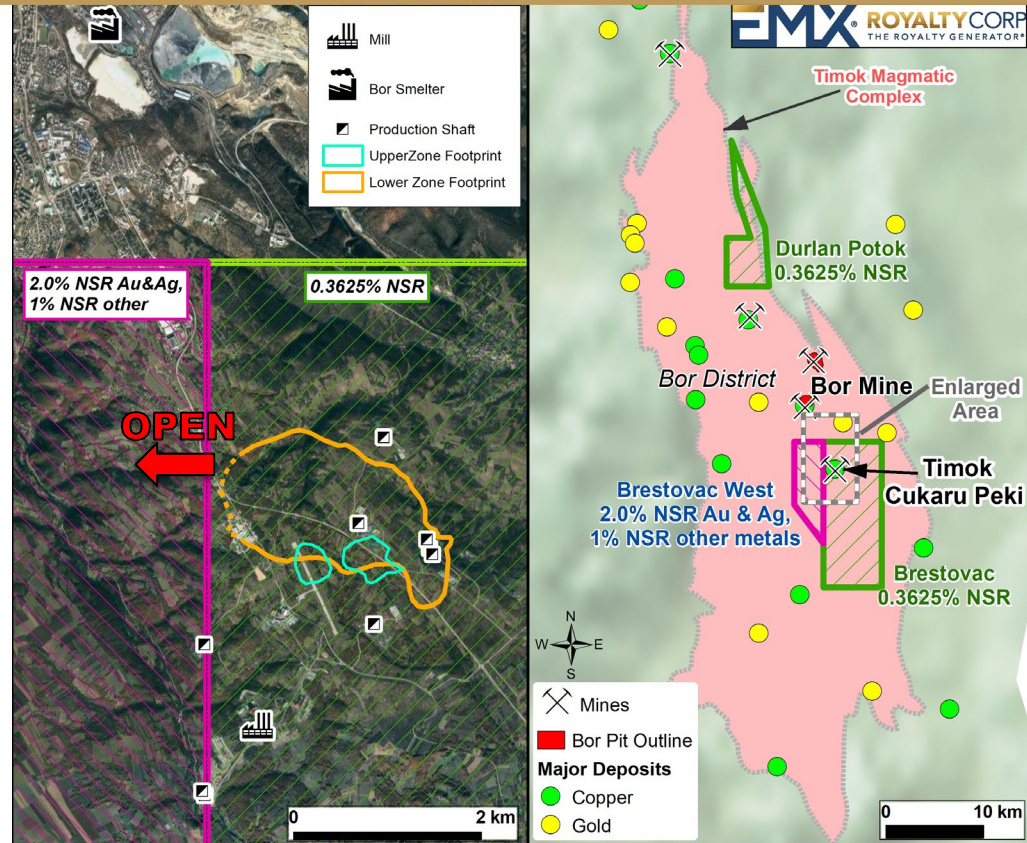 Mill
Bor Smelter
Production Shaft
UpperZone Footprint
Lower Zone Footprint
2.0% NSR Au&Ag,
1% NSR other
0.3625% NSR
OPEN
0
2 km
EMX® ROYALTYCORP
THE ROYALTY GENERATOR®
Timok Magmatic
Complex
Durlan Potok
0.3625% NSR
Bor District
Bor Mine
Enlarged
Area
Timok
Cukaru Peki
Brestovac West
2.0% NSR Au & Ag,
1% NSR other metals
Brestovac
0.3625% NSR
N
W
E
S
Mines
Bor Pit Outline
Major Deposits
Copper
Gold
0
10 km